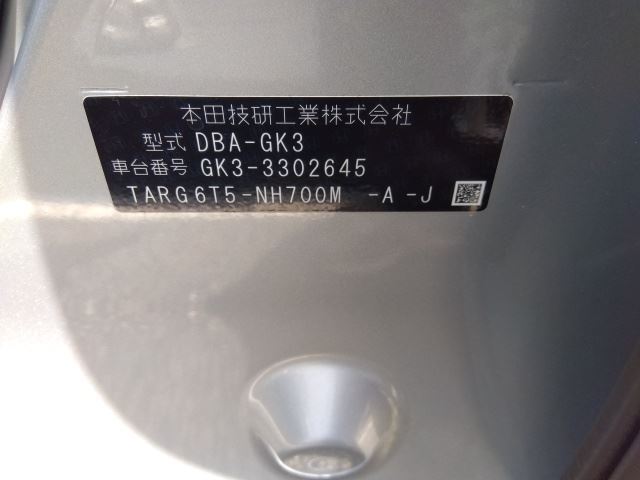 本田技研工業株式会社
型式 DBA-GK3
車台番号 GK3-3302645
TARG6T5-NH700M -A -J